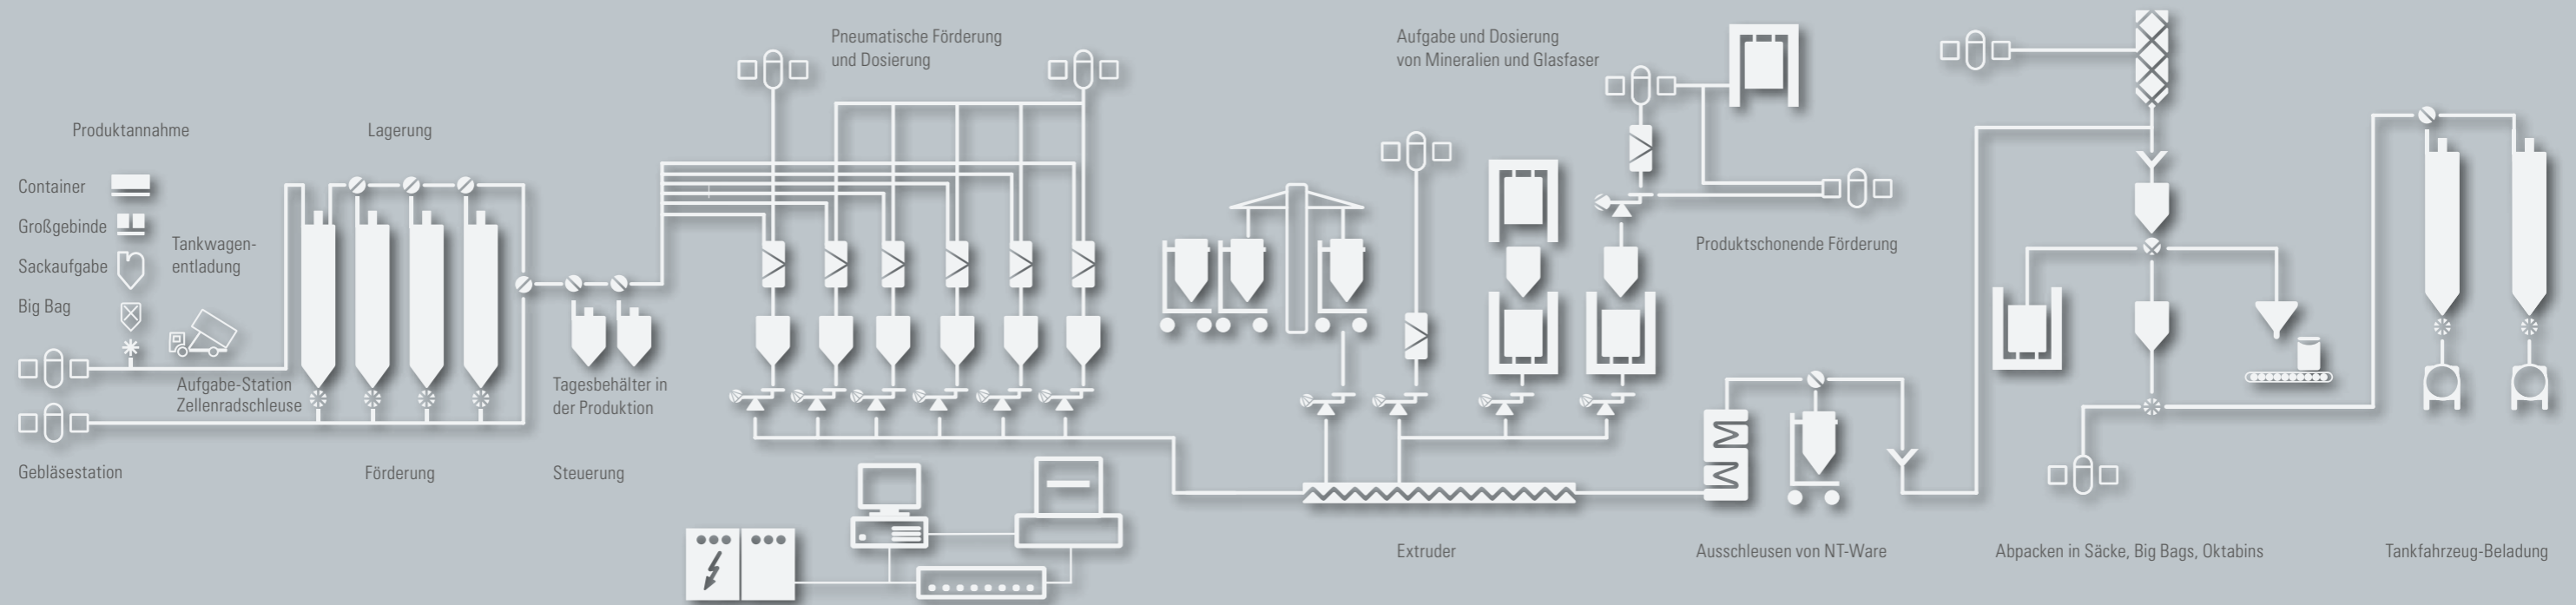 Produktannahme
Container
Großgebinde
Sackaufgabe
Big Bag
Tankwagen-
entladung
Aufgabe-Station
Zellenradschleuse
Gebläsestation
Lagerung
Förderung
Tagesbehälter in
der Produktion
Steuerung
Pneumatische Förderung
und Dosierung
Aufgabe und Dosierung
von Mineralien und Glasfaser
Produktschonende Förderung
Extruder
Ausschleusen von NT-Ware
Abpacken in Säcke, Big Bags, Oktabins
Tankfahrzeug-Beladung